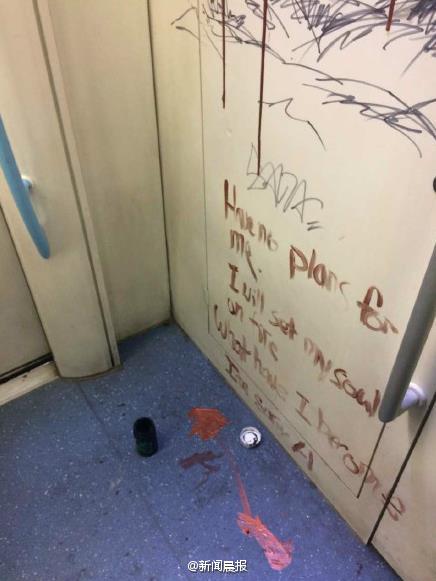 Have no plans for
me.
I will set my soul
on fire
What have I become
I'm sorry
@新闻晨报